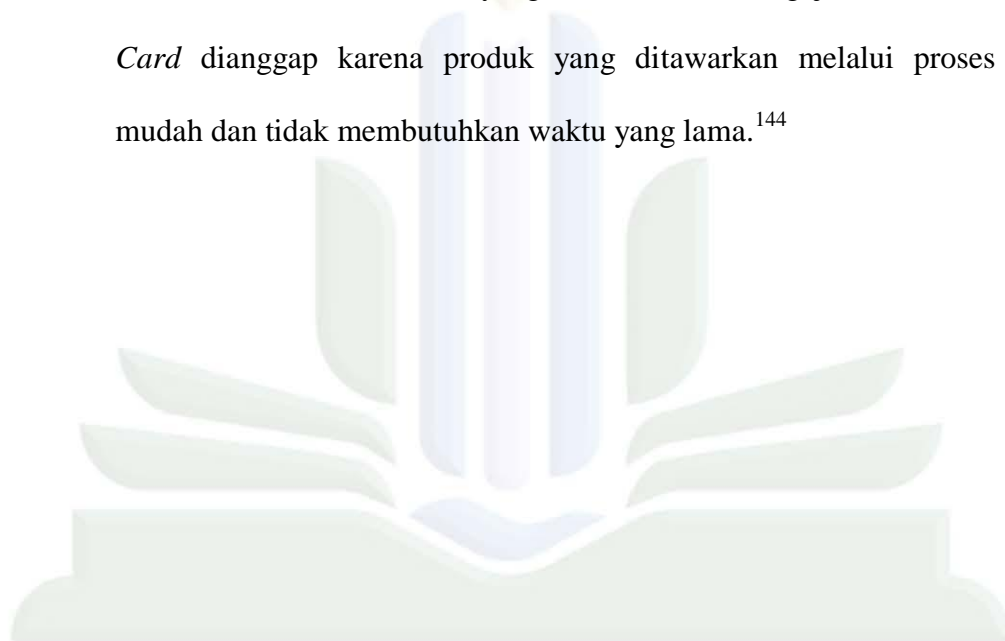 Card dianggap karena produk yang ditawarkan melalui proses
mudah dan tidak membutuhkan waktu yang lama.144